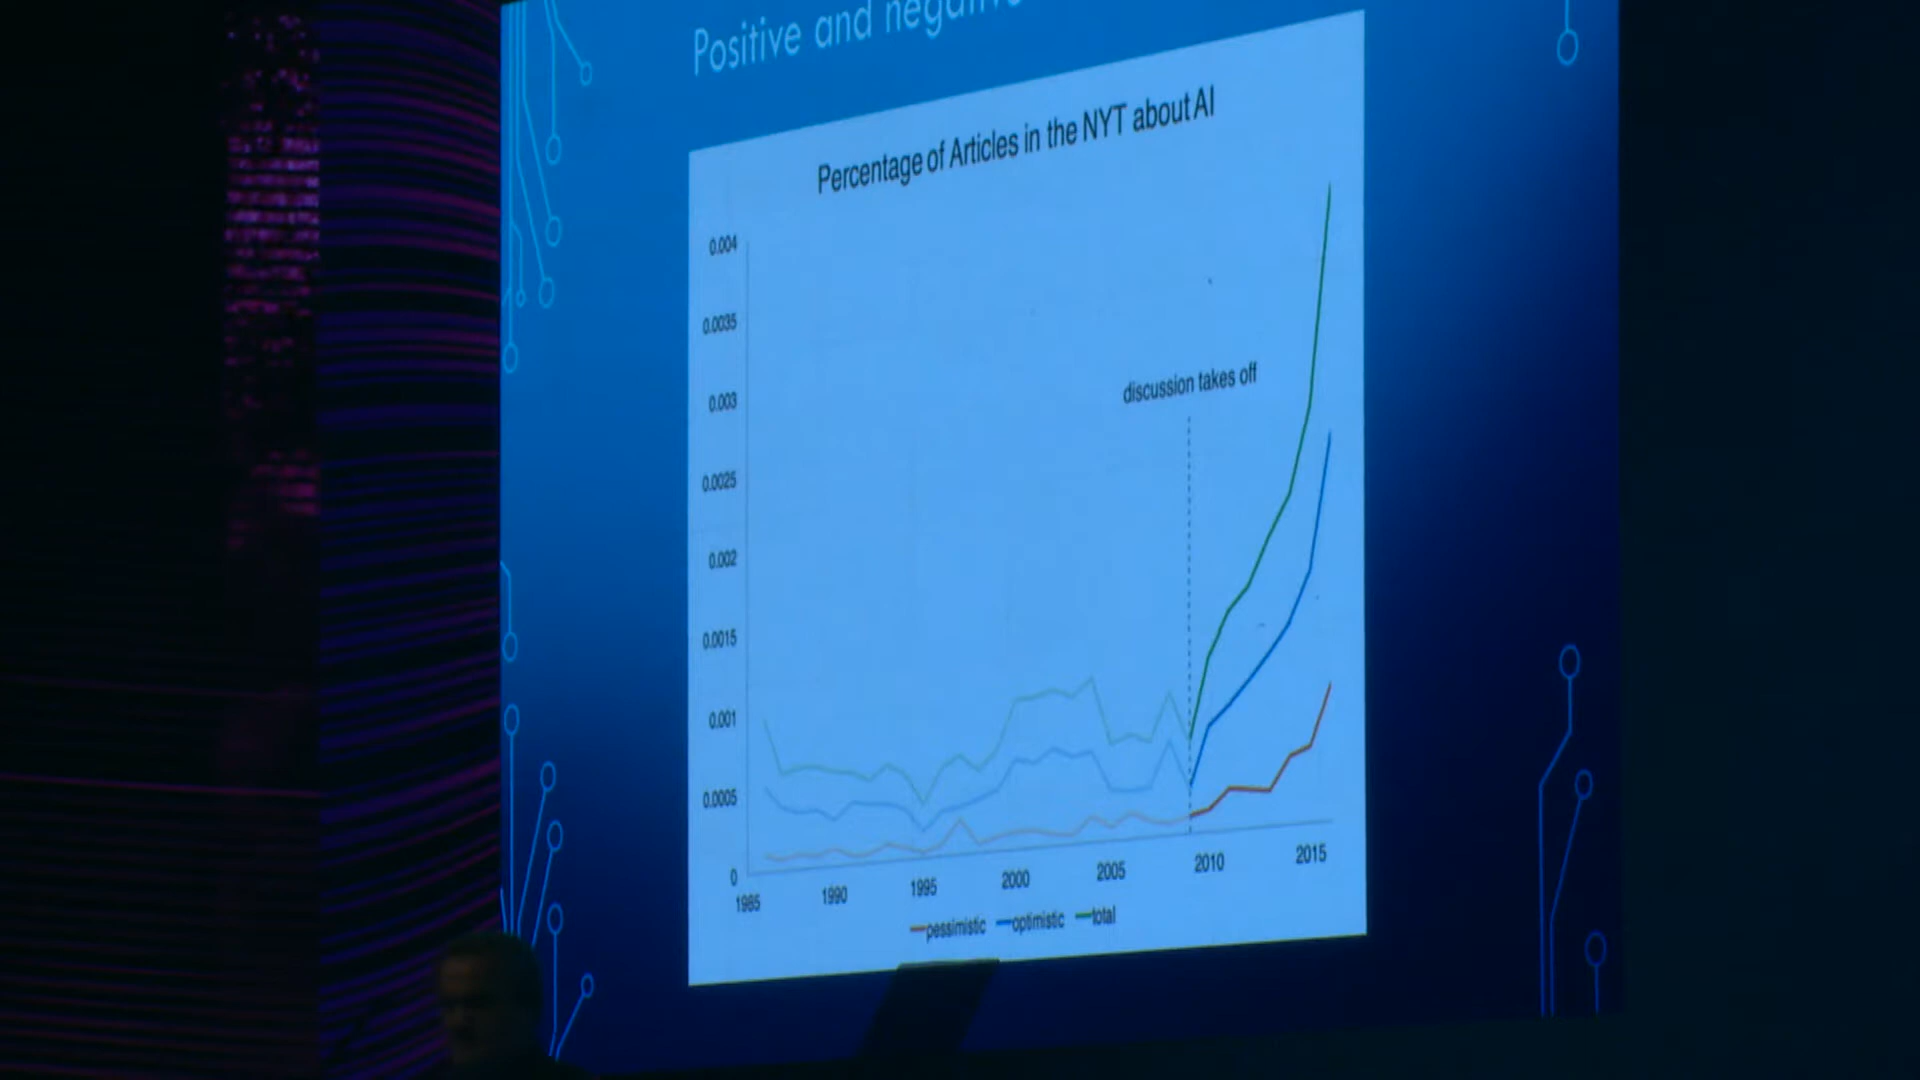 Positive and negative
Percentage of Articles in the NYT about AI
0.004
0.0035
0.003
discussion takes off
0.0025
0.002
0.0015
0.001
0.0005
0
1985 1990 1995 2000 2005 2010 2015
pessimistic optimistic total